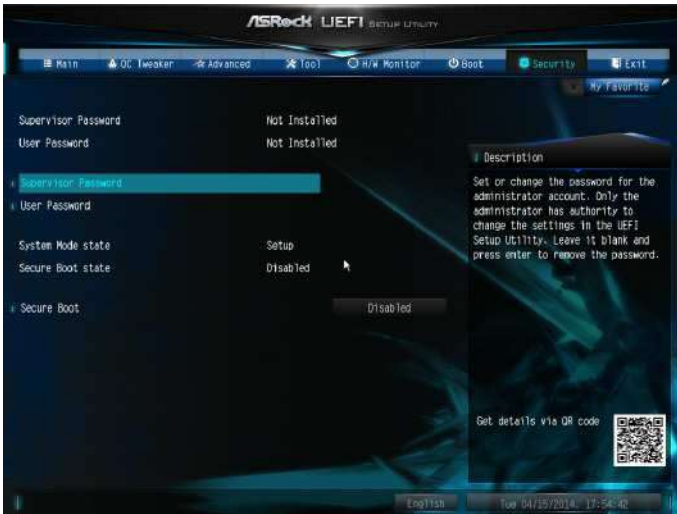 ASRock UEFI SETUP UTILITY
Main OC Tweaker Advanced Tool H/W Monitor Boot Security Exit
My Favorite
Supervisor Password Not Installed
User Password Not Installed
Supervisor Password
User Password
System Mode state Setup
Secure Boot state Disabled
Secure Boot Disabled
Description
Set or change the password for the
administrator account. Only the
administrator has authority to
change the settings in the UEFI
Setup Utility. Leave it blank and
press enter to remove the password.
Get details via QR code
English Tue 04/15/2014, 17:54:42